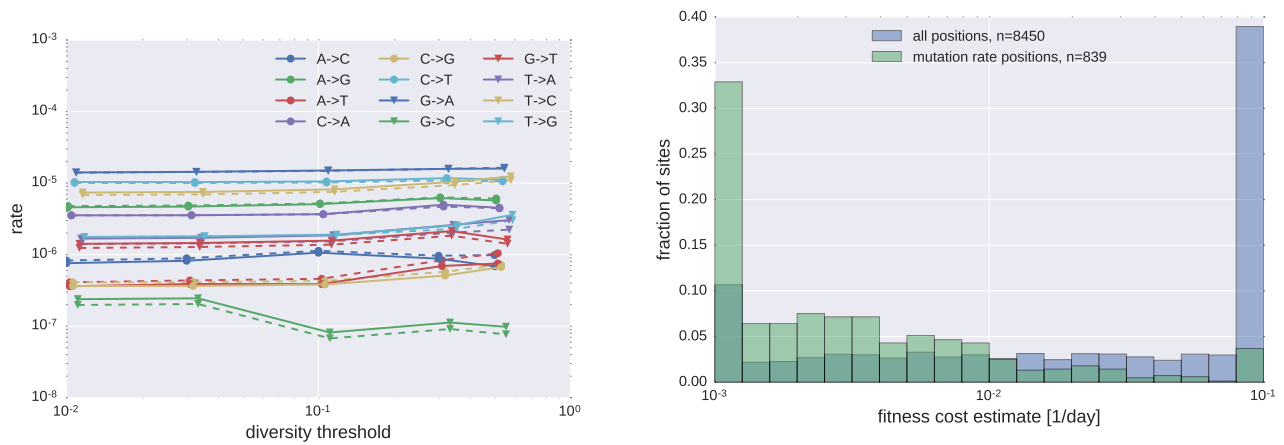 10-3
10-4
10-5
10-6
10-7
10-8
rate
A->C
A->G
A->T
C->A
C->G
C->T
G->A
G->C
G->T
T->A
T->C
T->G
10-2
10-1
100
diversity threshold
0.40
0.35
0.30
0.25
0.20
0.15
0.10
0.05
0.00
fraction of sites
all positions, n=8450
mutation rate positions, n=839
10-3
10-2
10-1
fitness cost estimate [1/day]